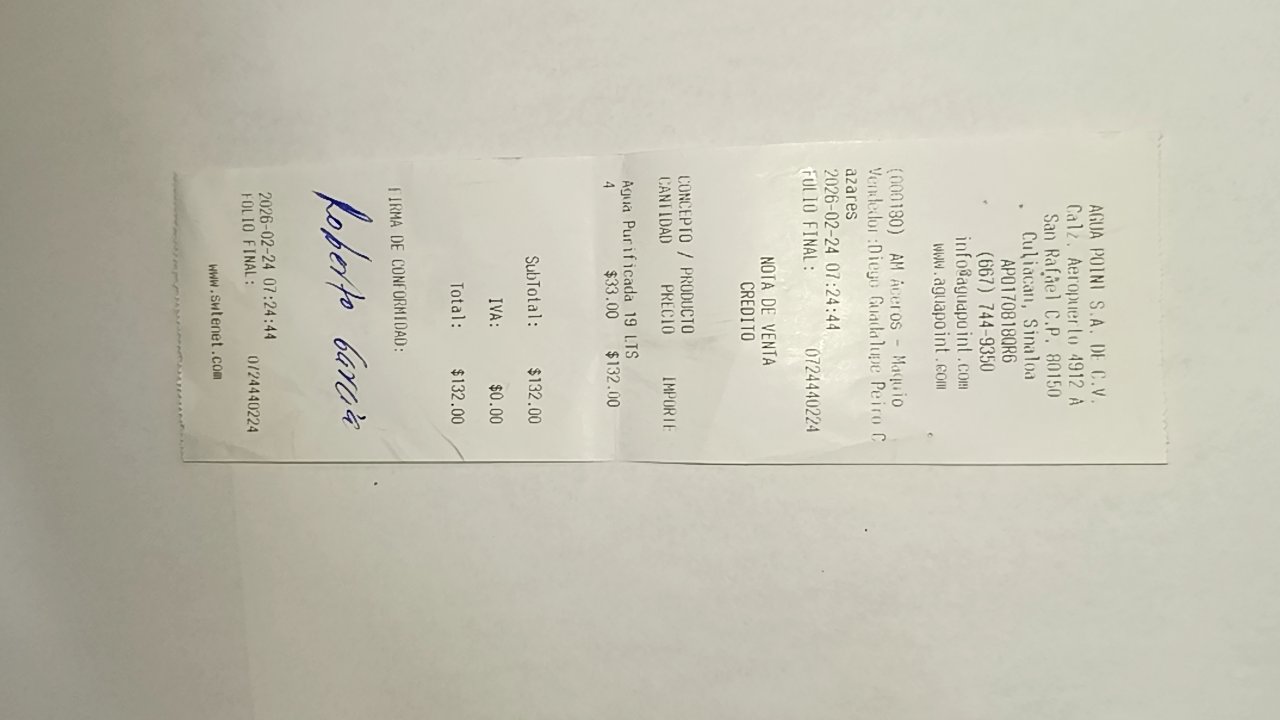 AGUA POINT S.A. DE C.V.
Calz. Aeropuerto 4912 A
San Rafael C.P. 80150
Culiacan, Sinaloa
APO170818QR6
(667) 744-9350
info@aguapoint.com
www.aguapoint.com
(000180) AM Aceros - Maquio
Vendedor:Diego Guadalupe Peiro C
azares
2026-02-24 07:24:44
FOLIO FINAL: 0724440224
NOTA DE VENTA
CREDITO
CONCEPTO / PRODUCTO
CANTIDAD PRECIO IMPORTE
Agua Purificada 19 LTS
4 $33.00 $132.00
SubTotal: $132.00
IVA: $0.00
Total: $132.00
FIRMA DE CONFORMIDAD:
Roberto García
2026-02-24 07:24:44
FOLIO FINAL: 0724440224
www.swtenet.com